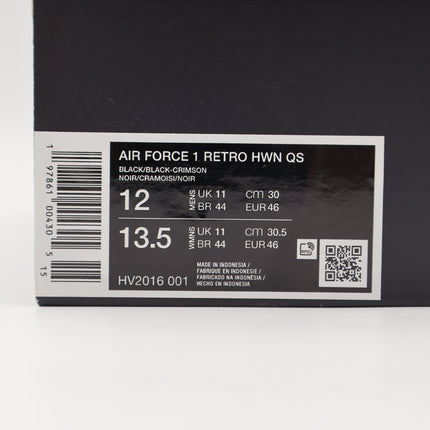 AIR FORCE 1 RETRO HWN QS
BLACK/BLACK-CRIMSON
NOIR/CRAMOISI/NOIR
12 MENS UK 11 CM 30
BR 44 EUR 46
13.5 WMNS UK 11 CM 30.5
BR 44 EUR 46
MADE IN INDONESIA /
FABRIQUE EN INDONESIE /
FABRICADO NA INDONÉSIA /
HECHO EN INDONESIA
HV2016 001
1 97861 00430 5
15